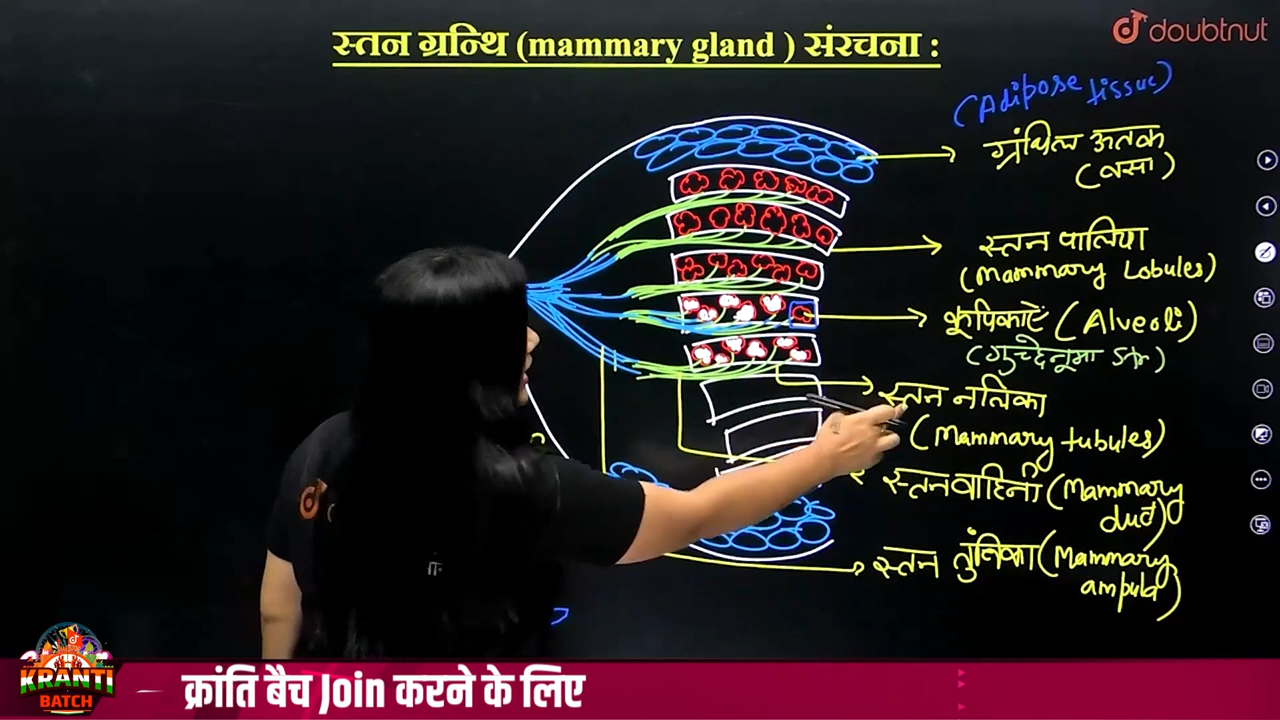 doubtnut
स्तन ग्रन्थि (mammary gland ) संरचना :
(Adipose tissue)
ग्रंथिल ऊतक
(वसा)
स्तन पालिया
(Mammary Lobules)
कूपिकाऐं (Alveoli)
(गुच्छेनूमा Str)
स्तन नलिका
(Mammary tubules)
स्तनवाहिनी (Mammary
duct)
स्तन तुंनिका (Mammary
ampula)
KRANTI
BATCH
क्रांति बैच Join करने के लिए